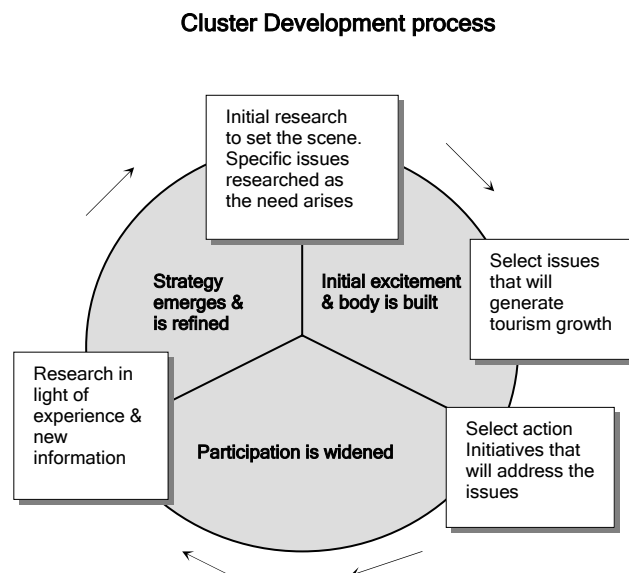 Cluster Development process
Initial research
to set the scene.
Specific issues
researched as
the need arises
Select issues
that will
generate
tourism growth
Strategy
emerges &
is refined
Initial excitement
& body is built
Research in
light of
experience &
new
information
Participation is widened
Select action
Initiatives that
will address the
issues